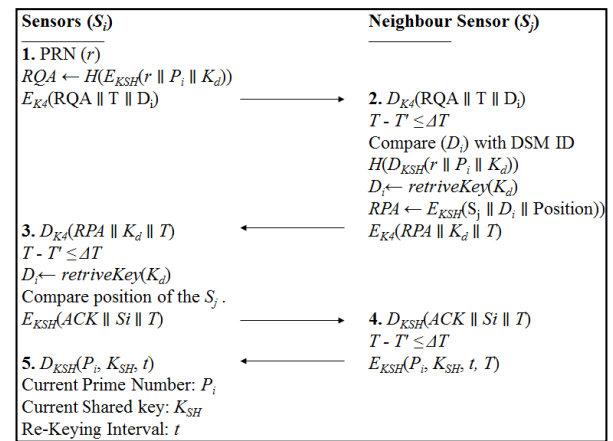 Sensors (Si)
Neighbour Sensor (Sj)
1. PRN (r)
RQA ← H(EKSH(r || Pi || Kd))
EK4(RQA || T || Di)
2. DK4(RQA || T || Di)
T - T' ≤ΔT
Compare (Di) with DSM ID
H(DKSH(r || Pi || Kd))
Di← retriveKey(Kd)
RPA ← EKSH(Sj || Di || Position))
EK4(RPA || Kd || T)
3. DK4(RPA || Kd || T)
T - T' ≤ΔT
Di← retriveKey(Kd)
Compare position of the Sj .
EKSH(ACK || Si || T)
4. DKSH(ACK || Si || T)
T - T' ≤ΔT
EKSH(Pi, KSH, t, T)
5. DKSH(Pi, KSH, t)
Current Prime Number: Pi
Current Shared key: KSH
Re-Keying Interval: t